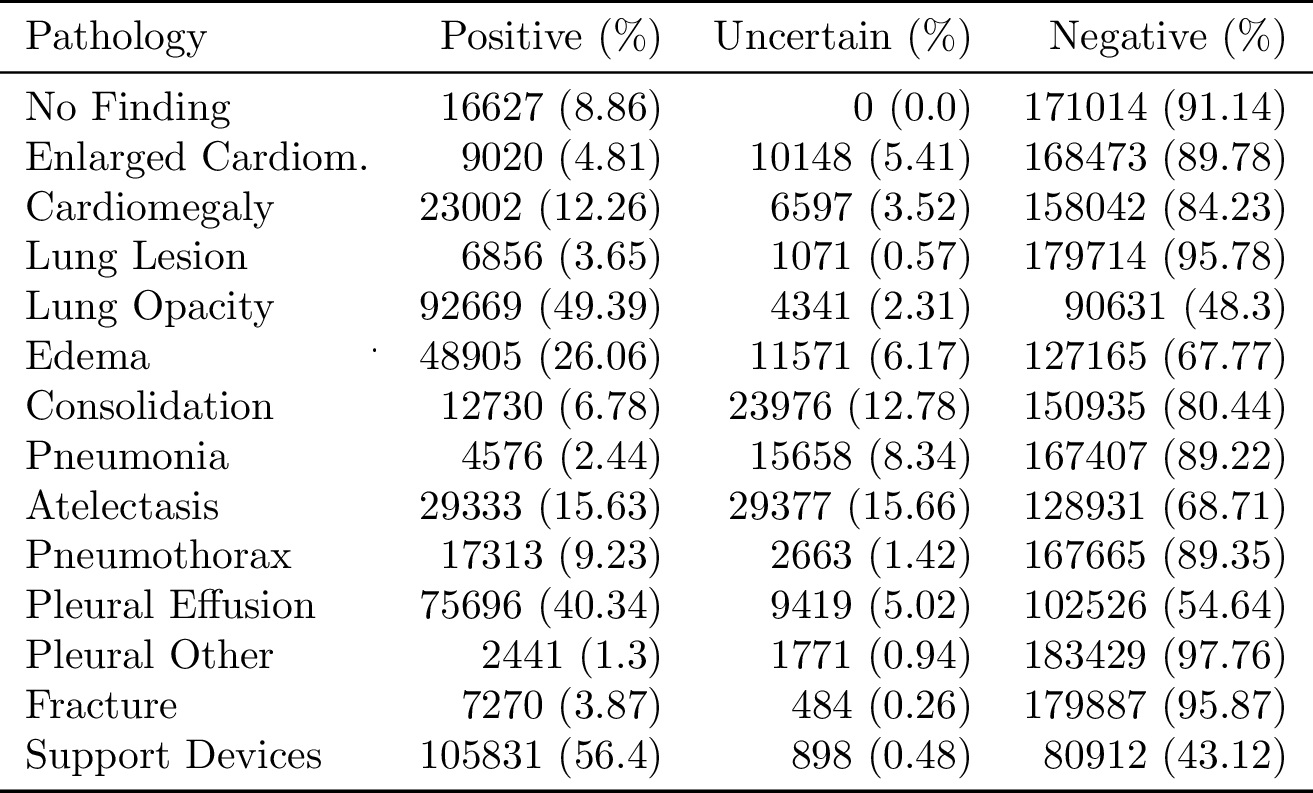 Pathology Positive (%) Uncertain (%) Negative (%)
No Finding 16627 (8.86) 0 (0.0) 171014 (91.14)
Enlarged Cardiom. 9020 (4.81) 10148 (5.41) 168473 (89.78)
Cardiomegaly 23002 (12.26) 6597 (3.52) 158042 (84.23)
Lung Lesion 6856 (3.65) 1071 (0.57) 179714 (95.78)
Lung Opacity 92669 (49.39) 4341 (2.31) 90631 (48.3)
Edema 48905 (26.06) 11571 (6.17) 127165 (67.77)
Consolidation 12730 (6.78) 23976 (12.78) 150935 (80.44)
Pneumonia 4576 (2.44) 15658 (8.34) 167407 (89.22)
Atelectasis 29333 (15.63) 29377 (15.66) 128931 (68.71)
Pneumothorax 17313 (9.23) 2663 (1.42) 167665 (89.35)
Pleural Effusion 75696 (40.34) 9419 (5.02) 102526 (54.64)
Pleural Other 2441 (1.3) 1771 (0.94) 183429 (97.76)
Fracture 7270 (3.87) 484 (0.26) 179887 (95.87)
Support Devices 105831 (56.4) 898 (0.48) 80912 (43.12)